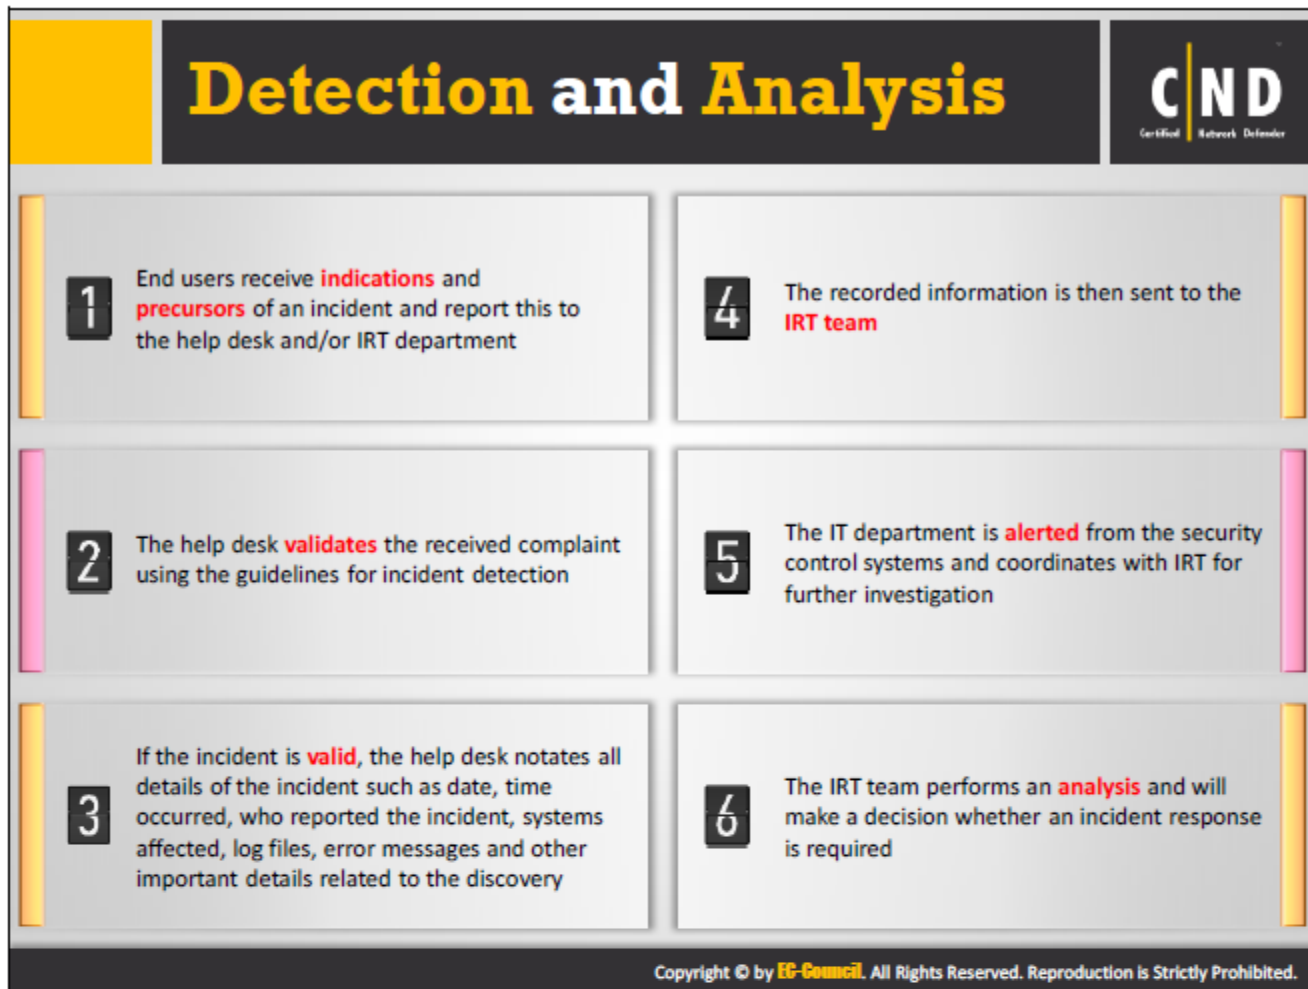 Detection and Analysis
C|ND
Certified Network Defender
1
End users receive indications and
precursors of an incident and report this to
the help desk and/or IRT department
2
The help desk validates the received complaint
using the guidelines for incident detection
3
If the incident is valid, the help desk notates all
details of the incident such as date, time
occurred, who reported the incident, systems
affected, log files, error messages and other
important details related to the discovery
4
The recorded information is then sent to the
IRT team
5
The IT department is alerted from the security
control systems and coordinates with IRT for
further investigation
6
The IRT team performs an analysis and will
make a decision whether an incident response
is required
Copyright © by EC-Council. All Rights Reserved. Reproduction is Strictly Prohibited.